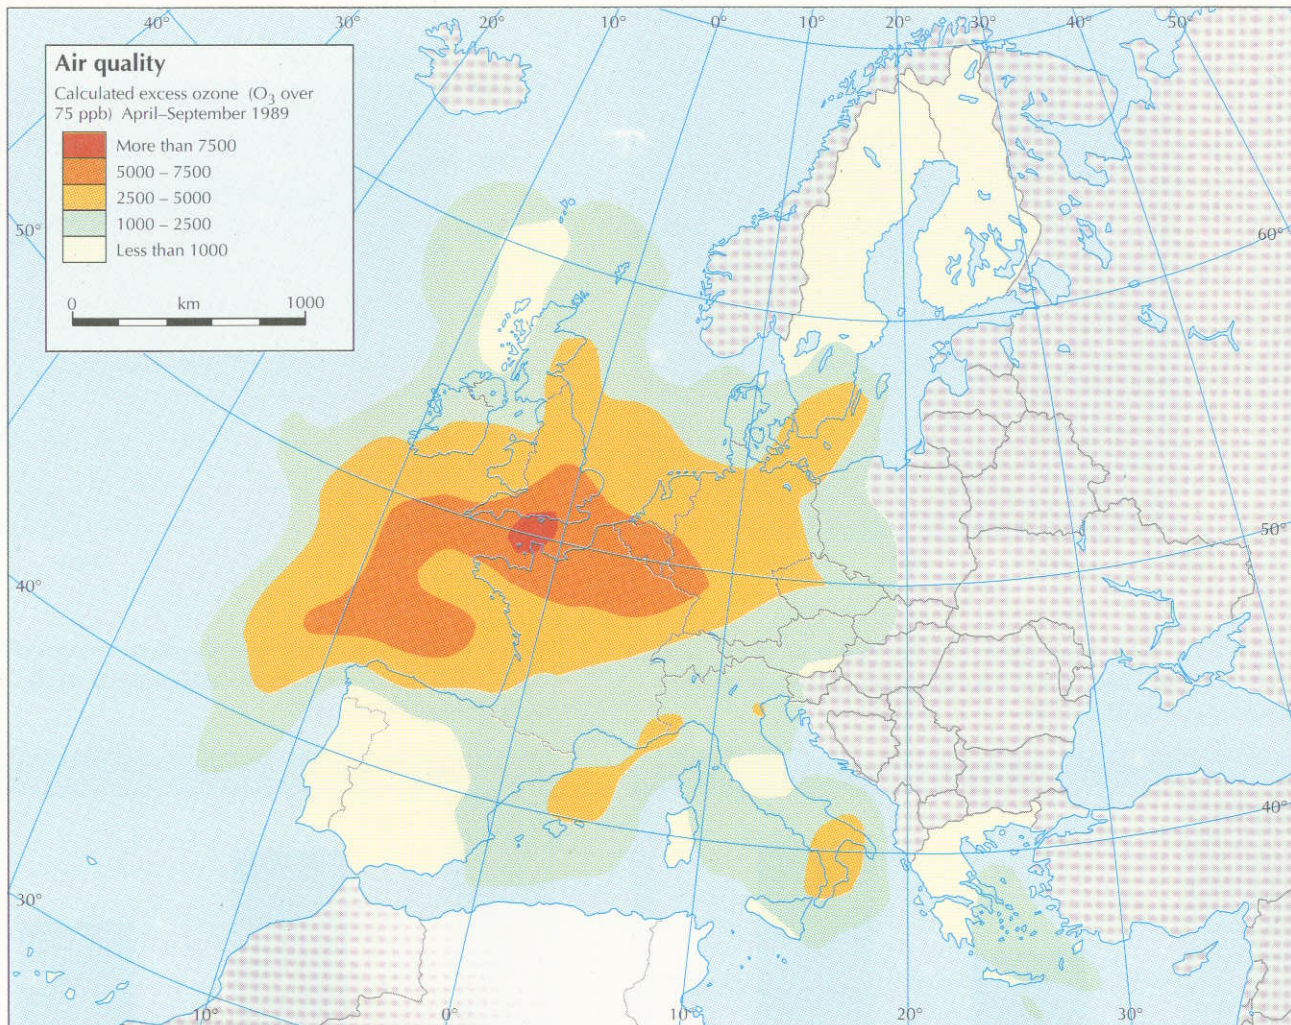 40° 30° 20° 10° 0° 10° 20° 30° 40° 50°
Air quality
Calculated excess ozone (O₃ over
75 ppb) April–September 1989
More than 7500
5000 – 7500
2500 – 5000
1000 – 2500
Less than 1000
0 km 1000
50°
60°
50°
40°
40°
30°
10° 0° 10° 20° 30°